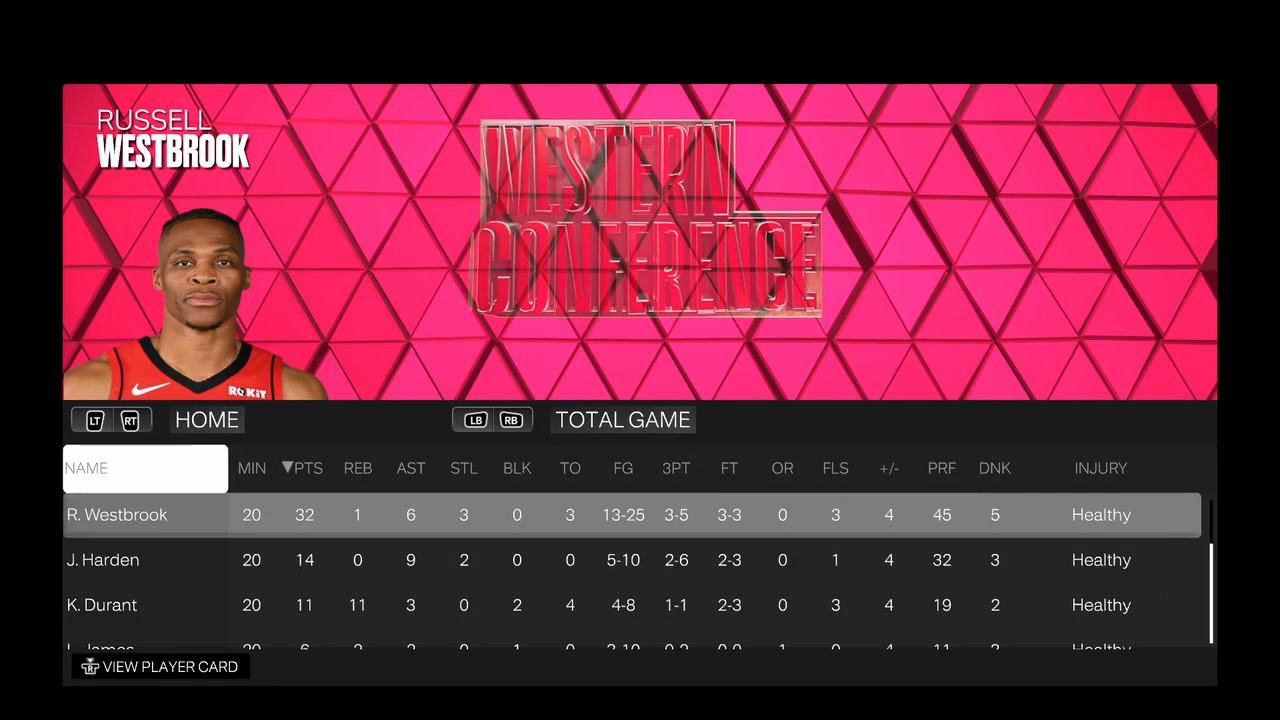 RUSSELL
WESTBROOK
WESTERN
CONFERENCE
ROKiT
LT RT HOME LB RB TOTAL GAME
NAME MIN ▼PTS REB AST STL BLK TO FG 3PT FT OR FLS +/- PRF DNK INJURY
R. Westbrook 20 32 1 6 3 0 3 13-25 3-5 3-3 0 3 4 45 5 Healthy
J. Harden 20 14 0 9 2 0 0 5-10 2-6 2-3 0 1 4 32 3 Healthy
K. Durant 20 11 11 3 0 2 4 4-8 1-1 2-3 0 3 4 19 2 Healthy
R VIEW PLAYER CARD